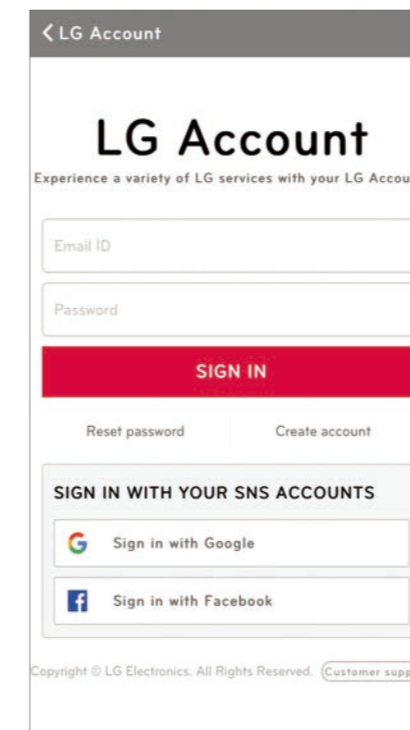 LG Account
LG Account
Experience a variety of LG services with your LG Accou
Email ID
Password
SIGN IN
Reset password Create account
SIGN IN WITH YOUR SNS ACCOUNTS
Sign in with Google
Sign in with Facebook
Copyright © LG Electronics. All Rights Reserved. Customer supp